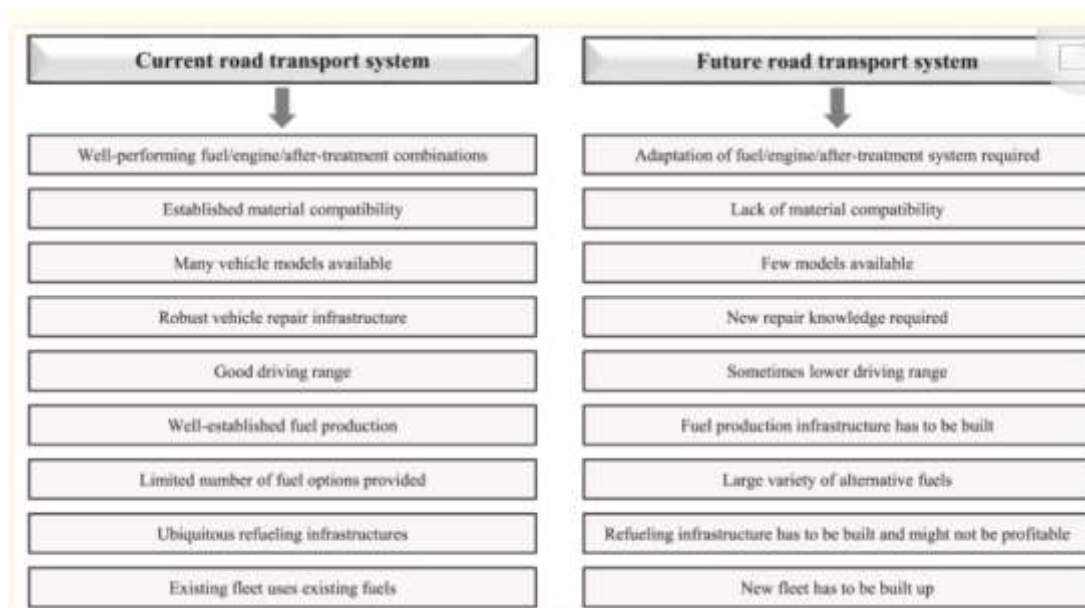 Current road transport system
Well-performing fuel/engine/after-treatment combinations
Established material compatibility
Many vehicle models available
Robust vehicle repair infrastructure
Good driving range
Well-established fuel production
Limited number of fuel options provided
Ubiquitous refueling infrastructures
Existing fleet uses existing fuels
Future road transport system
Adaptation of fuel/engine/after-treatment system required
Lack of material compatibility
Few models available
New repair knowledge required
Sometimes lower driving range
Fuel production infrastructure has to be built
Large variety of alternative fuels
Refueling infrastructure has to be built and might not be profitable
New fleet has to be built up